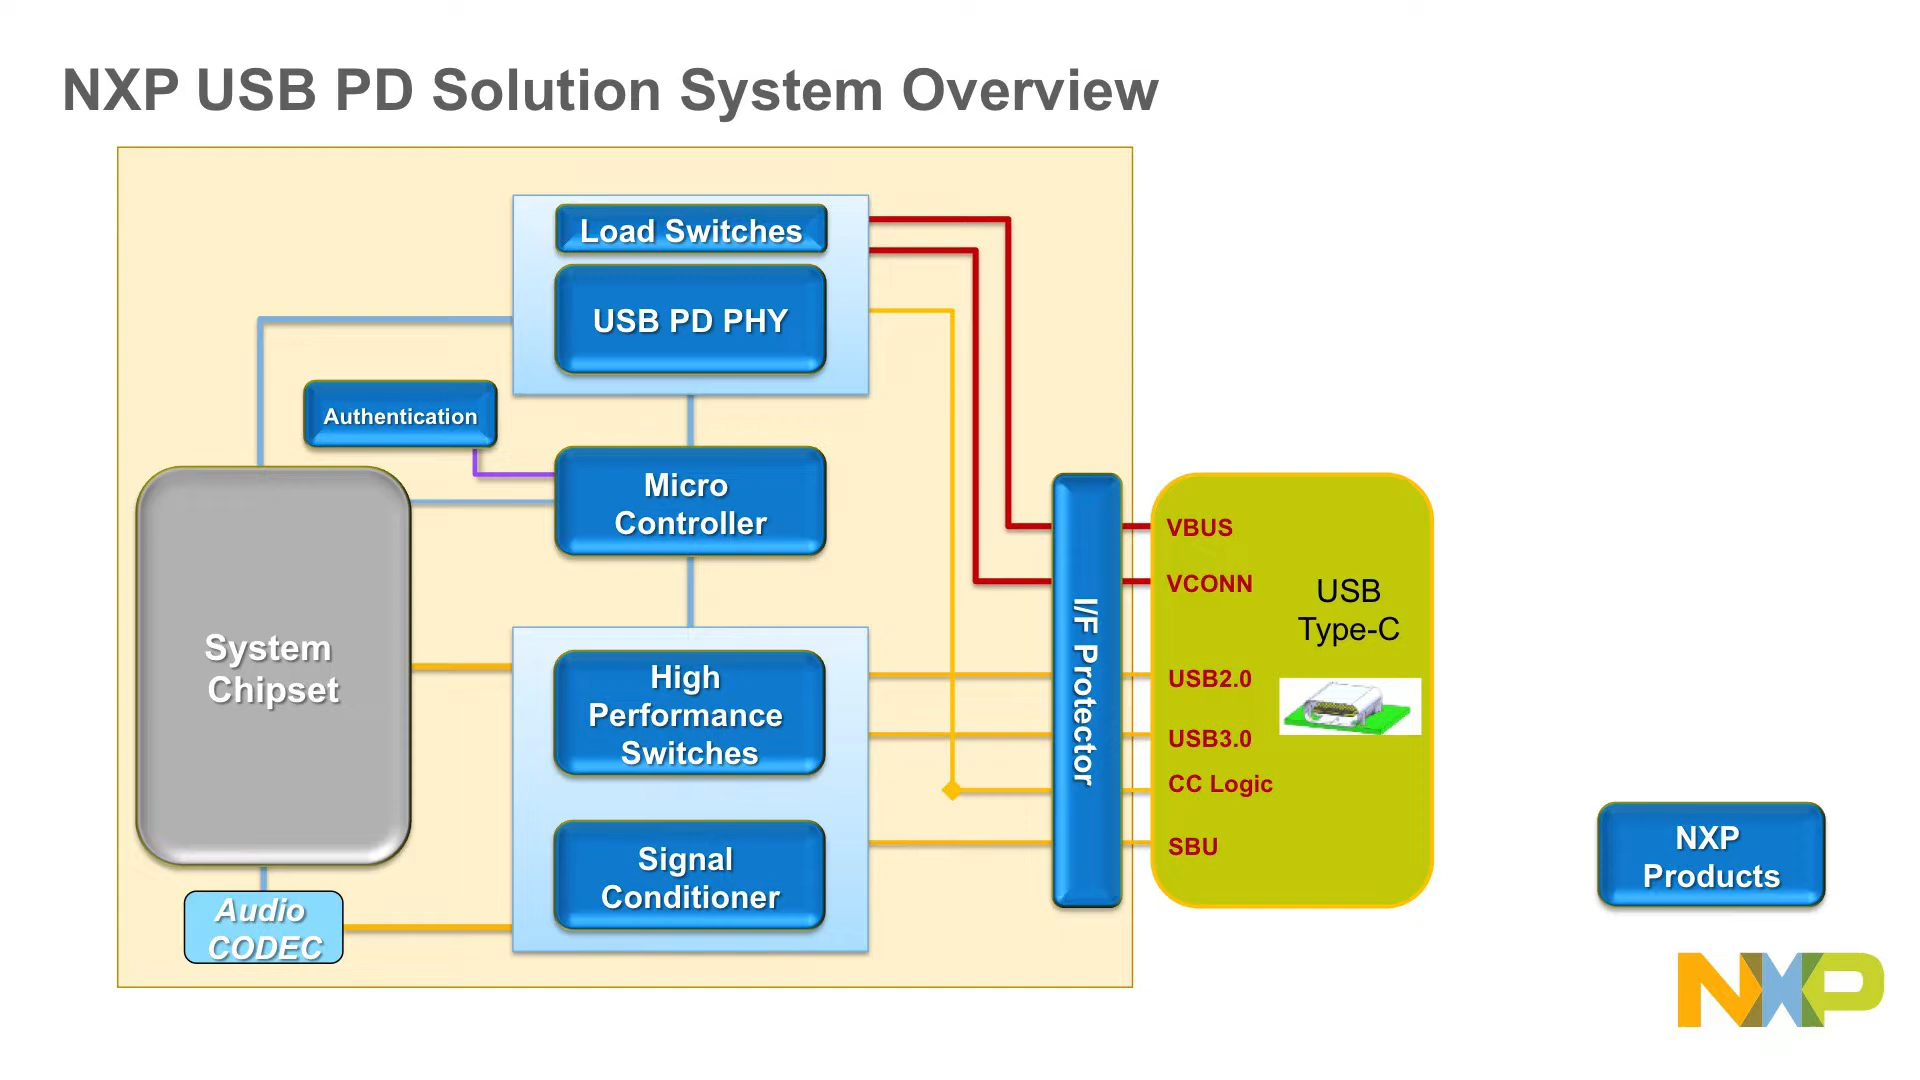 NXP USB PD Solution System Overview
Load Switches
USB PD PHY
Authentication
Micro
Controller
System
Chipset
High
Performance
Switches
Signal
Conditioner
Audio
CODEC
I/F Protector
VBUS
VCONN
USB
Type-C
USB2.0
USB3.0
CC Logic
SBU
NXP
Products
NXP